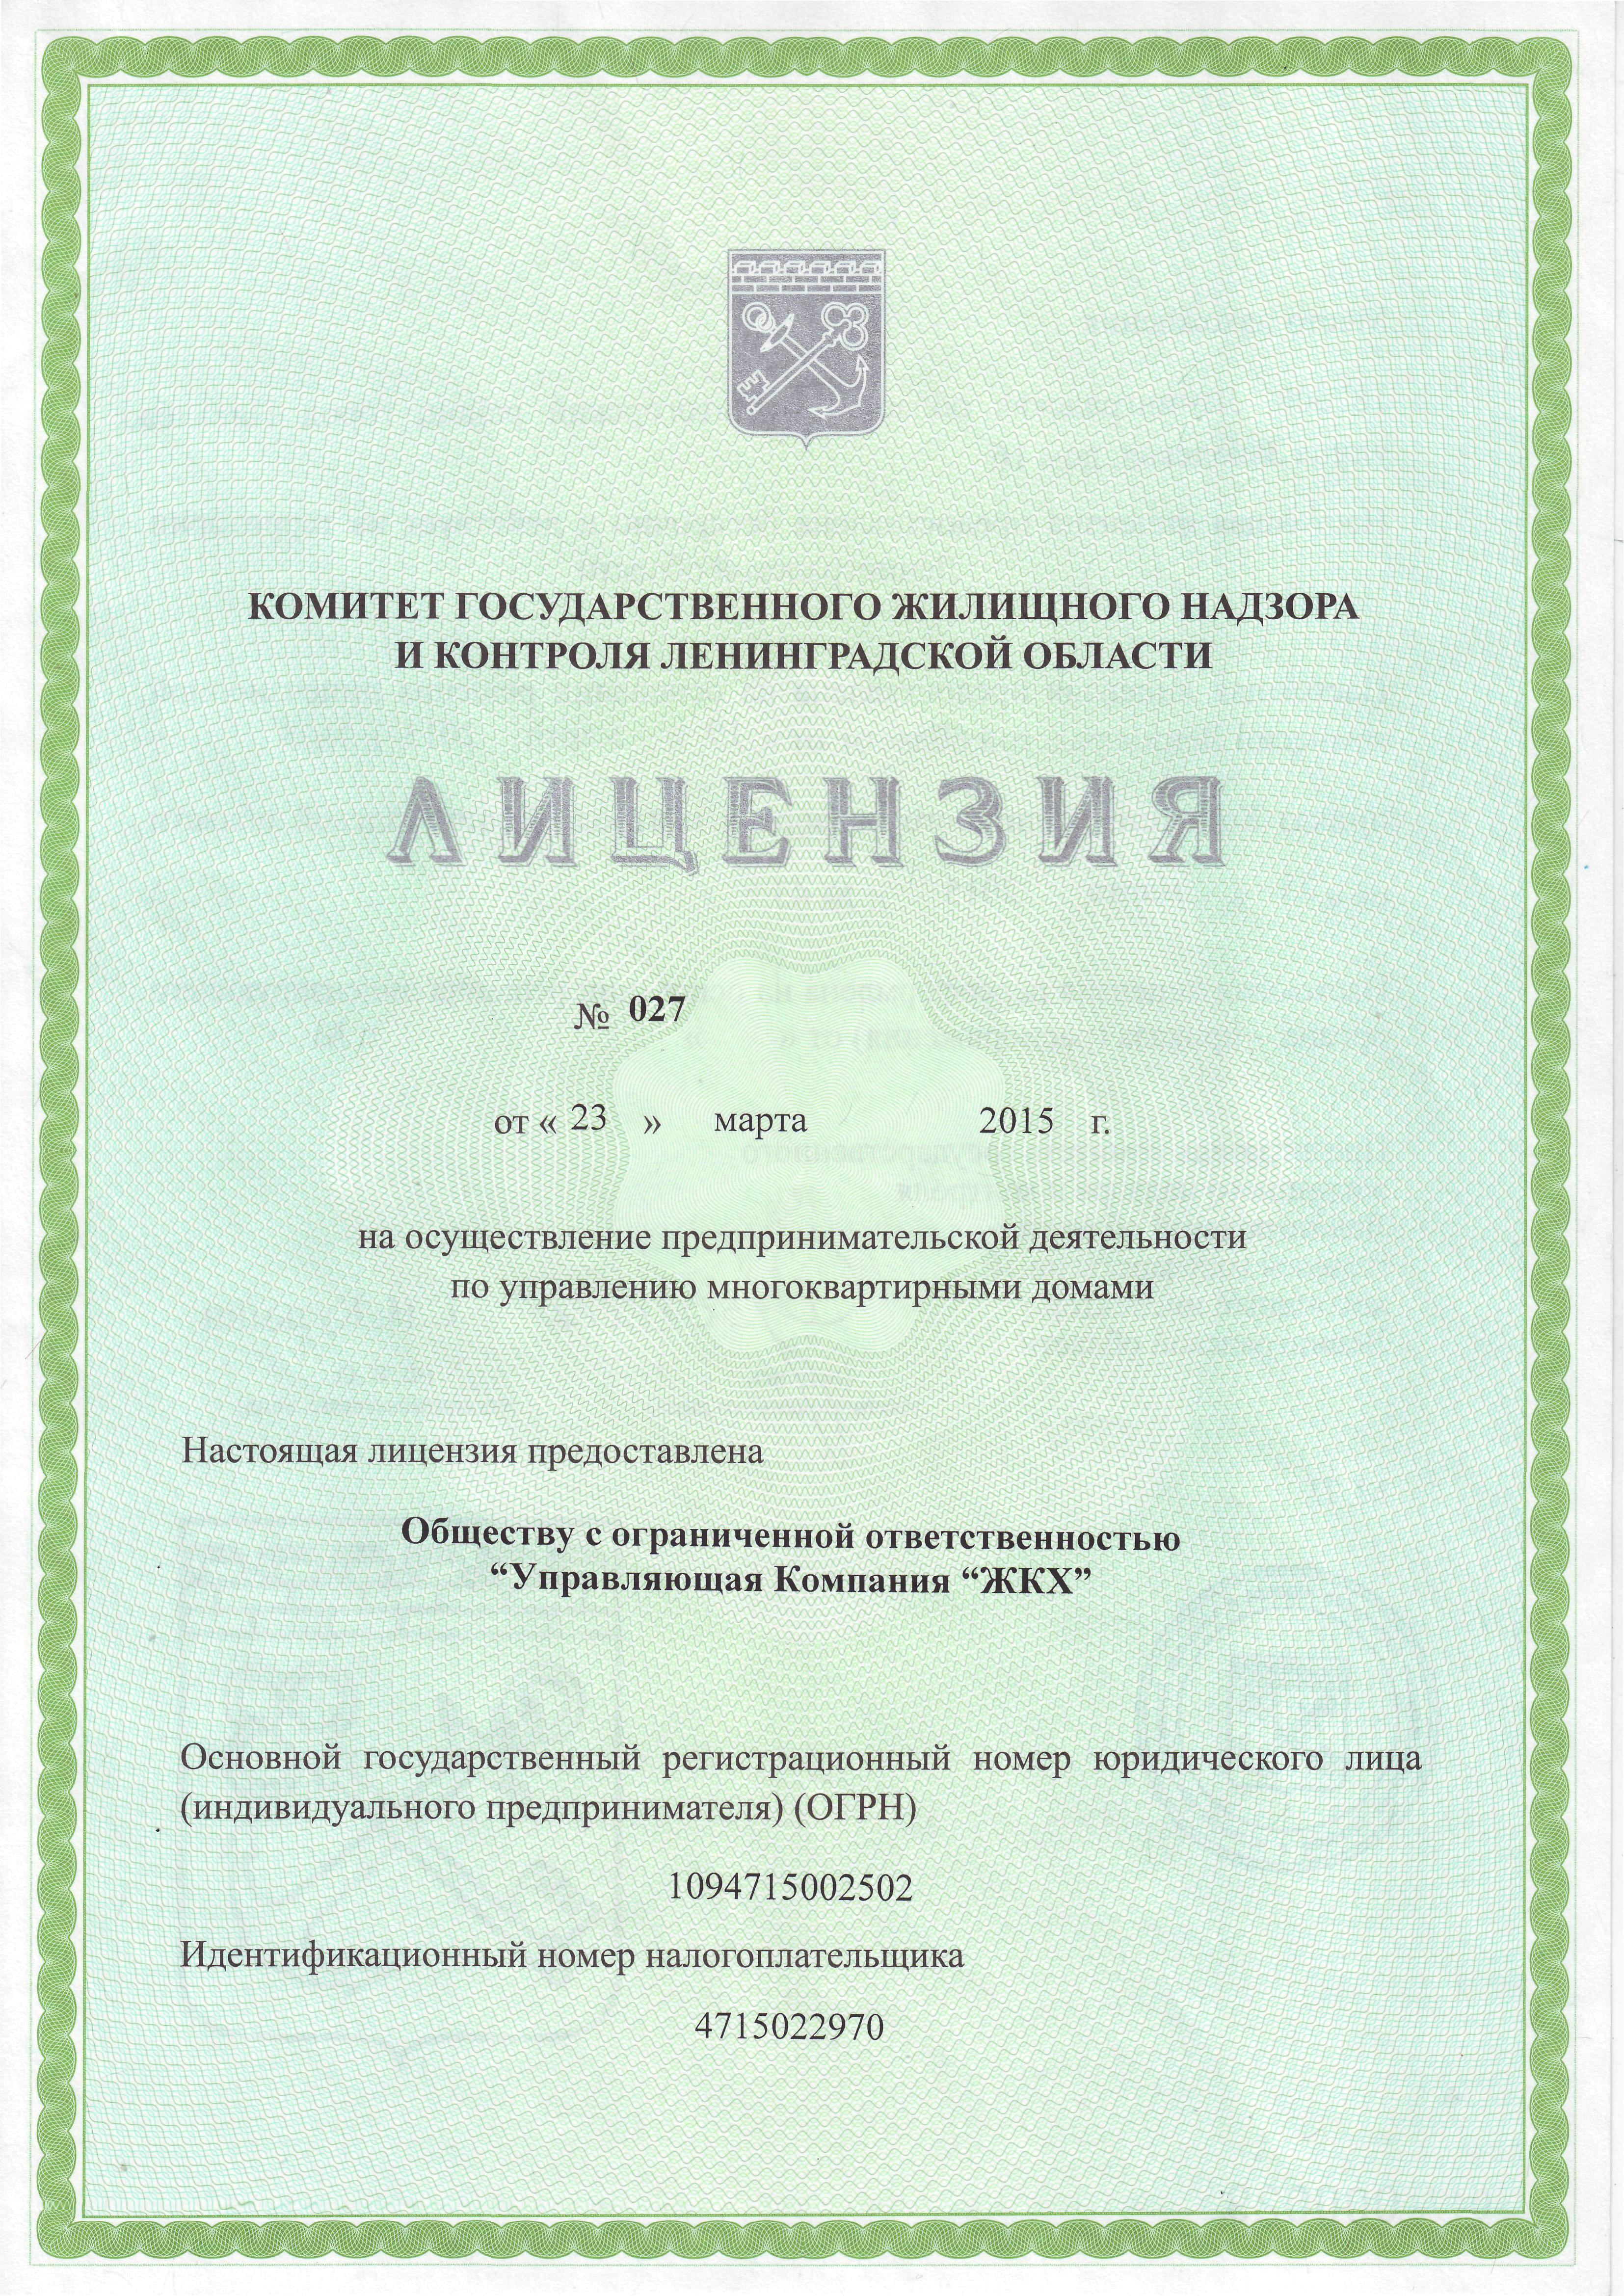 КОМИТЕТ ГОСУДАРСТВЕННОГО ЖИЛИЩНОГО НАДЗОРА
И КОНТРОЛЯ ЛЕНИНГРАДСКОЙ ОБЛАСТИ
ЛИЦЕНЗИЯ
№ 027
от « 23 » марта 2015 г.
на осуществление предпринимательской деятельности
по управлению многоквартирными домами
Настоящая лицензия предоставлена
Обществу с ограниченной ответственностью
“Управляющая Компания “ЖКХ”
Основной государственный регистрационный номер юридического лица
(индивидуального предпринимателя) (ОГРН)
1094715002502
Идентификационный номер налогоплательщика
4715022970